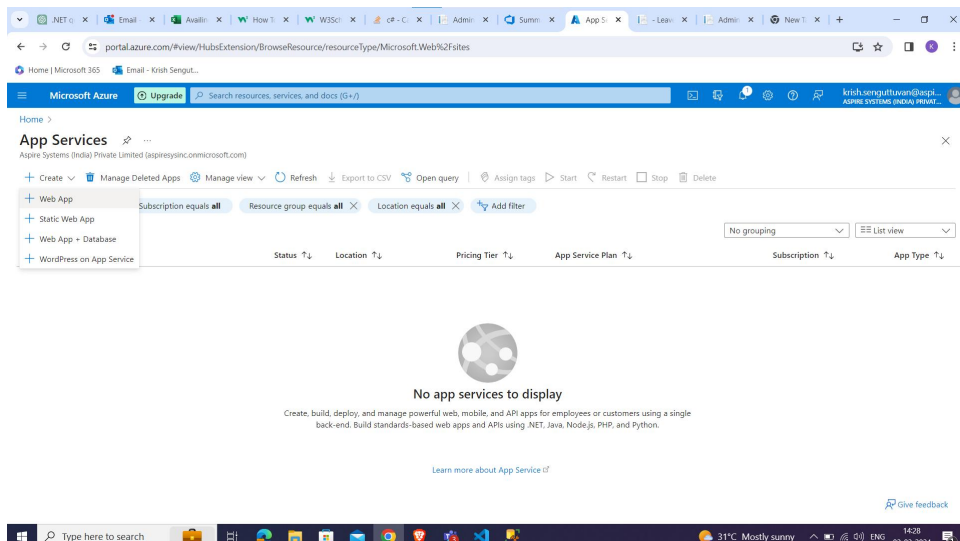 .NET q
Email -
Availin
How T
W3Sch
c# - C
Admin
Summ
App Se
- Leave
Admin
New T
portal.azure.com/#view/HubsExtension/BrowseResource/resourceType/Microsoft.Web%2Fsites
K
Home | Microsoft 365
Email - Krish Sengut...
Microsoft Azure
Upgrade
Search resources, services, and docs (G+/)
1
krish.senguttuvan@aspi...
ASPIRE SYSTEMS (INDIA) PRIVAT...
Home >
App Services
Aspire Systems (India) Private Limited (aspiresysinc.onmicrosoft.com)
Create
Manage Deleted Apps
Manage view
Refresh
Export to CSV
Open query
Assign tags
Start
Restart
Stop
Delete
Web App
Static Web App
Web App + Database
WordPress on App Service
Subscription equals all
Resource group equals all
Location equals all
Add filter
No grouping
List view
Status
Location
Pricing Tier
App Service Plan
Subscription
App Type
No app services to display
Create, build, deploy, and manage powerful web, mobile, and API apps for employees or customers using a single
back-end. Build standards-based web apps and APIs using .NET, Java, Node.js, PHP, and Python.
Learn more about App Service
Give feedback
Type here to search
31°C Mostly sunny
ENG
14:28